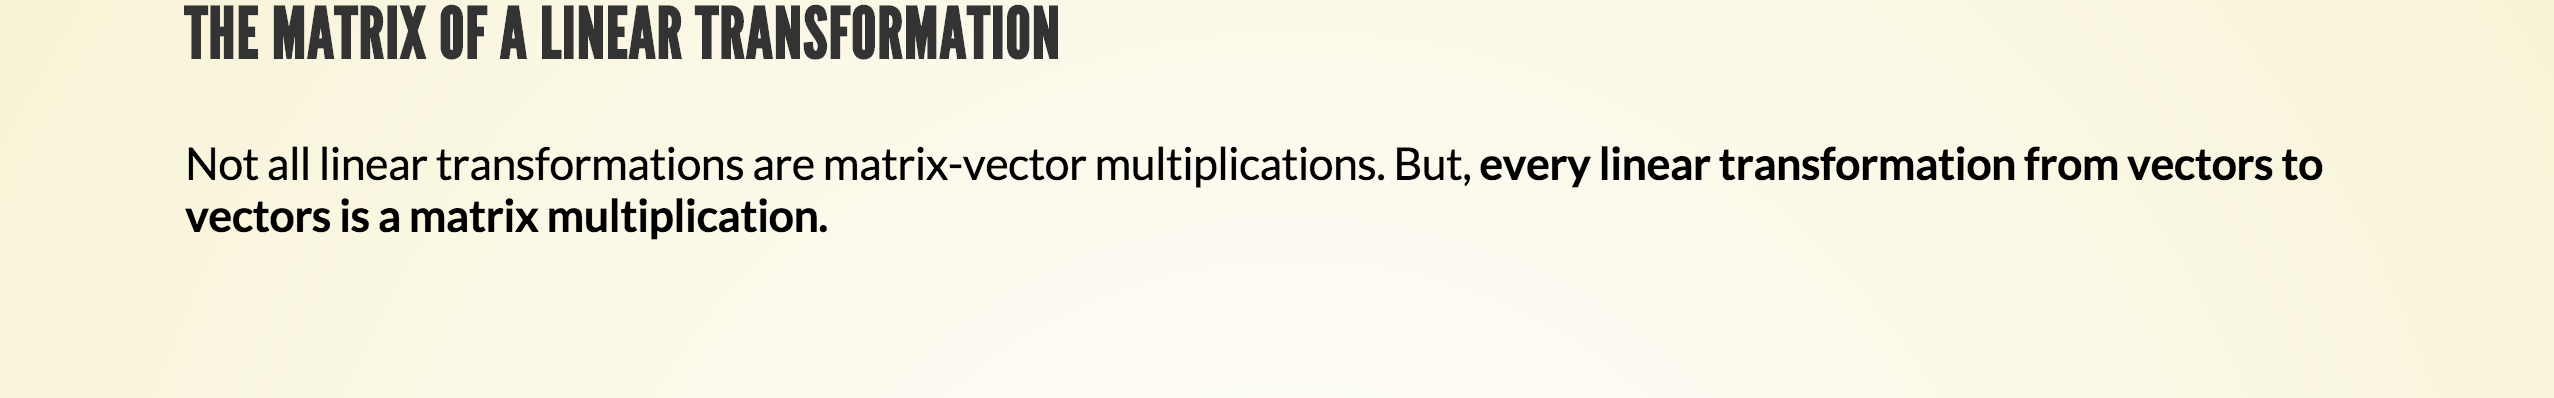 THE MATRIX OF A LINEAR TRANSFORMATION
Not all linear transformations are matrix-vector multiplications. But, every linear transformation from vectors to
vectors is a matrix multiplication.